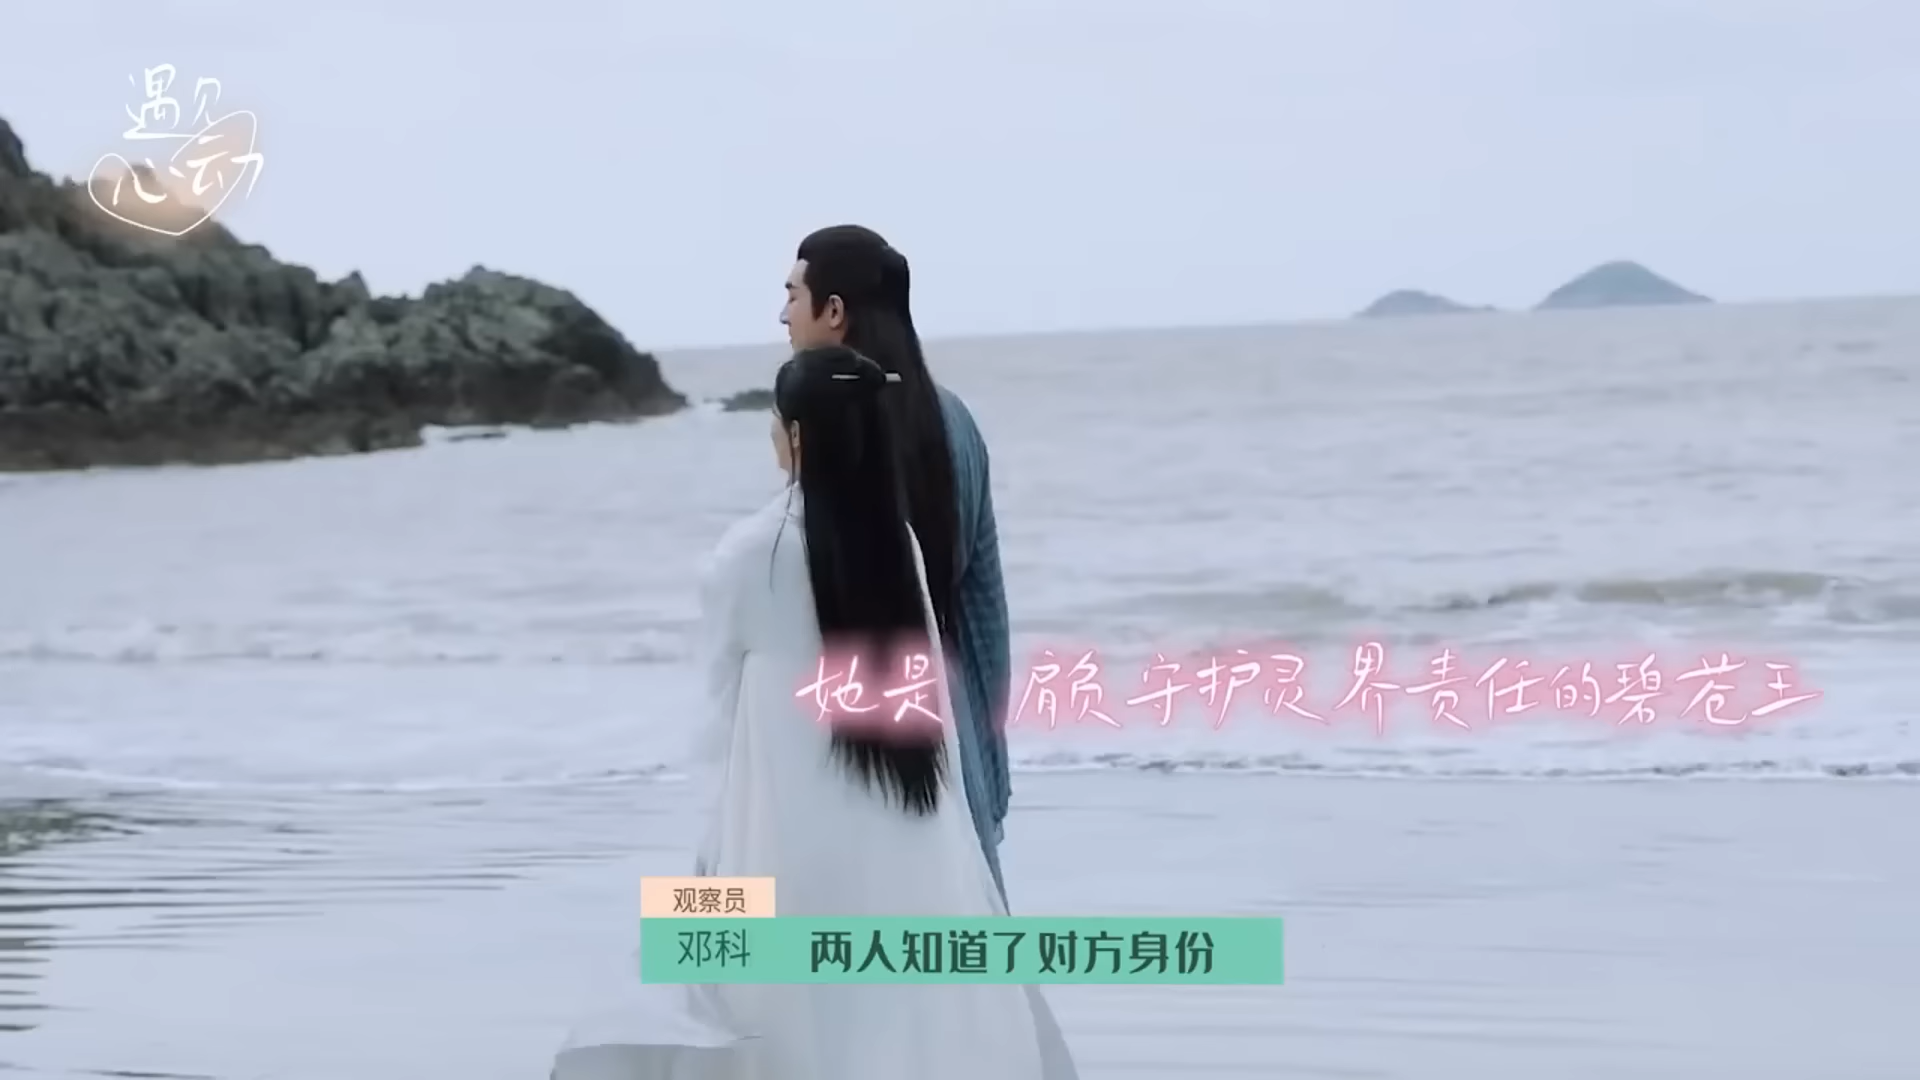 遇见
心动
她是 肩负守护灵界责任的碧苍王
观察员
邓科 两人知道了对方身份